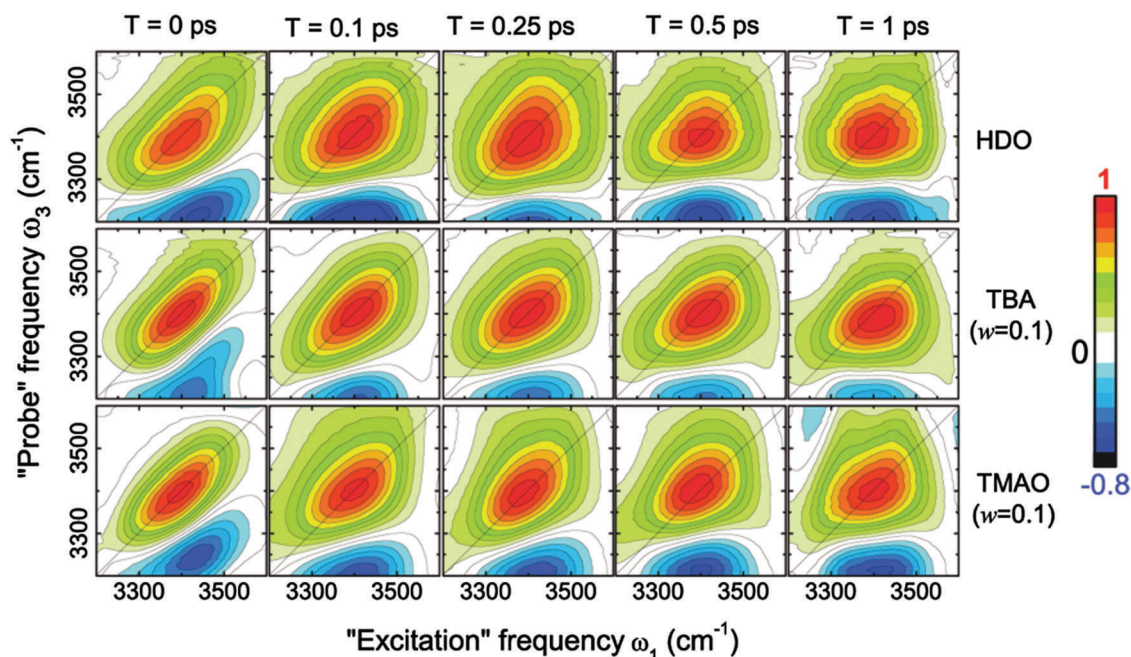 T = 0 ps T = 0.1 ps T = 0.25 ps T = 0.5 ps T = 1 ps
3500
3300
HDO
3500
3300
TBA
(w=0.1)
3500
3300
TMAO
(w=0.1)
"Probe" frequency ω3 (cm-1)
1
0
-0.8
3300 3500 3300 3500 3300 3500 3300 3500 3300 3500
"Excitation" frequency ω1 (cm-1)